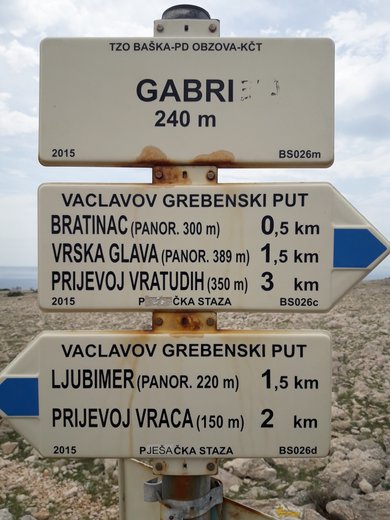 TZO BAŠKA-PD OBZOVA-KČT
240 m
2015 BS026m
VACLAVOV GREBENSKI PUT
BRATINAC (PANOR. 300 m) 0,5 km
VRSKA GLAVA (PANOR. 389 m) 1,5 km
PRIJEVOJ VRATUDIH (350 m) 3 km
2015 STAZA BS026c
VACLAVOV GREBENSKI PUT
LJUBIMER (PANOR. 220 m) 1,5 km
PRIJEVOJ VRACA (150 m) 2 km
2015 PJEŠAČKA STAZA BS026d